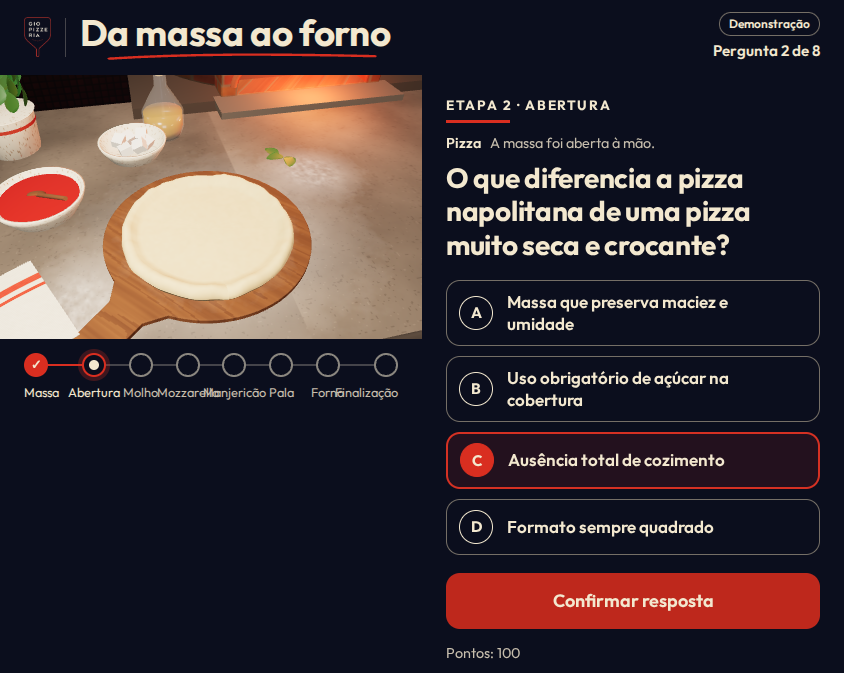 GIO
PIZZE
RIA
Da massa ao forno
Demonstração
Pergunta 2 de 8
ETAPA 2 · ABERTURA
Pizza A massa foi aberta à mão.
O que diferencia a pizza
napolitana de uma pizza
muito seca e crocante?
A
Massa que preserva maciez e
umidade
B
Uso obrigatório de açúcar na
cobertura
C
Ausência total de cozimento
D
Formato sempre quadrado
Confirmar resposta
Pontos: 100
Massa Abertura Molho Mozzarella Manjericão Pala Forno Finalização